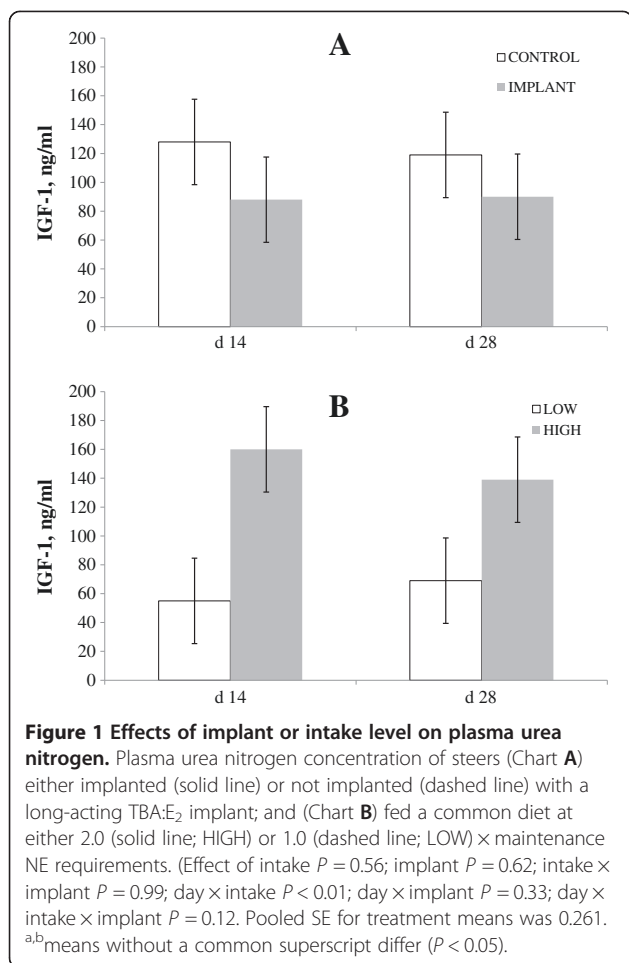 A
CONTROL
IMPLANT
200
180
160
140
120
100
80
60
40
20
0
IGF-1, ng/ml
d 14 d 28
B
LOW
HIGH
200
180
160
140
120
100
80
60
40
20
0
IGF-1, ng/ml
d 14 d 28
Figure 1 Effects of implant or intake level on plasma urea
nitrogen. Plasma urea nitrogen concentration of steers (Chart A)
either implanted (solid line) or not implanted (dashed line) with a
long-acting TBA:E₂ implant; and (Chart B) fed a common diet at
either 2.0 (solid line; HIGH) or 1.0 (dashed line; LOW) × maintenance
NE requirements. (Effect of intake P = 0.56; implant P = 0.62; intake ×
implant P = 0.99; day × intake P < 0.01; day × implant P = 0.33; day ×
intake × implant P = 0.12. Pooled SE for treatment means was 0.261.
ᵃ,ᵇmeans without a common superscript differ (P < 0.05).